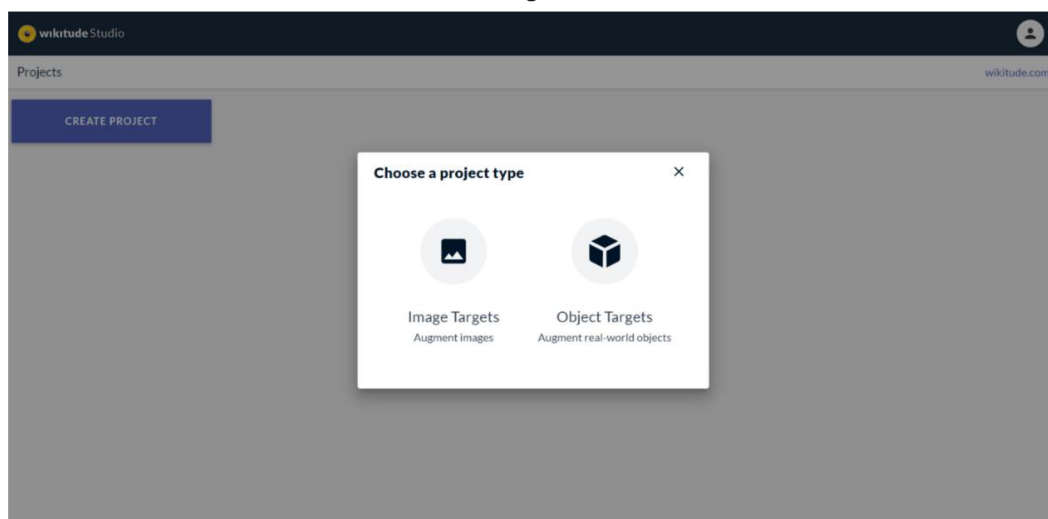 wikitude Studio
Projects
wikitude.com
CREATE PROJECT
Choose a project type
Image Targets
Augment images
Object Targets
Augment real-world objects